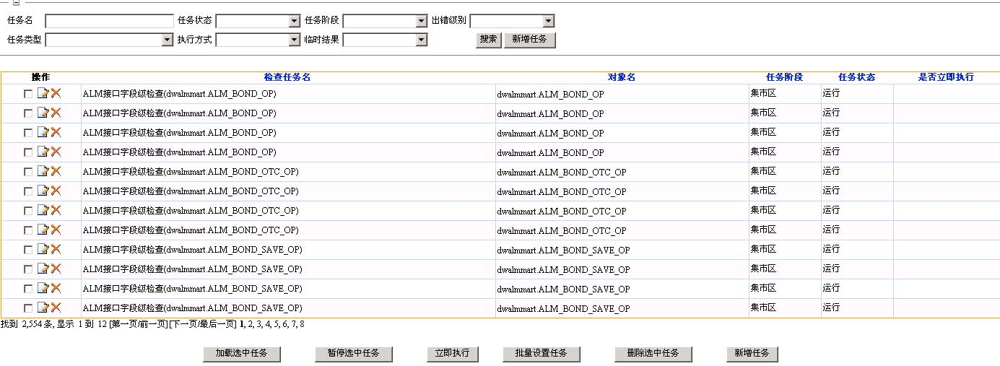 任务名 任务状态 任务阶段 出错级别
任务类型 执行方式 临时结果 搜索 新增任务
操作 检查任务名 对象名 任务阶段 任务状态 是否立即执行
ALM接口字段级检查(dwalmmart.ALM_BOND_OP) dwalmmart.ALM_BOND_OP 集市区 运行
ALM接口字段级检查(dwalmmart.ALM_BOND_OP) dwalmmart.ALM_BOND_OP 集市区 运行
ALM接口字段级检查(dwalmmart.ALM_BOND_OP) dwalmmart.ALM_BOND_OP 集市区 运行
ALM接口字段级检查(dwalmmart.ALM_BOND_OP) dwalmmart.ALM_BOND_OP 集市区 运行
ALM接口字段级检查(dwalmmart.ALM_BOND_OTC_OP) dwalmmart.ALM_BOND_OTC_OP 集市区 运行
ALM接口字段级检查(dwalmmart.ALM_BOND_OTC_OP) dwalmmart.ALM_BOND_OTC_OP 集市区 运行
ALM接口字段级检查(dwalmmart.ALM_BOND_OTC_OP) dwalmmart.ALM_BOND_OTC_OP 集市区 运行
ALM接口字段级检查(dwalmmart.ALM_BOND_OTC_OP) dwalmmart.ALM_BOND_OTC_OP 集市区 运行
ALM接口字段级检查(dwalmmart.ALM_BOND_SAVE_OP) dwalmmart.ALM_BOND_SAVE_OP 集市区 运行
ALM接口字段级检查(dwalmmart.ALM_BOND_SAVE_OP) dwalmmart.ALM_BOND_SAVE_OP 集市区 运行
ALM接口字段级检查(dwalmmart.ALM_BOND_SAVE_OP) dwalmmart.ALM_BOND_SAVE_OP 集市区 运行
ALM接口字段级检查(dwalmmart.ALM_BOND_SAVE_OP) dwalmmart.ALM_BOND_SAVE_OP 集市区 运行
找到 2,554 条, 显示 1 到 12 [第一页/前一页][下一页/最后一页] 1, 2, 3, 4, 5, 6, 7, 8
加载选中任务 暂停选中任务 立即执行 批量设置任务 删除选中任务 新增任务